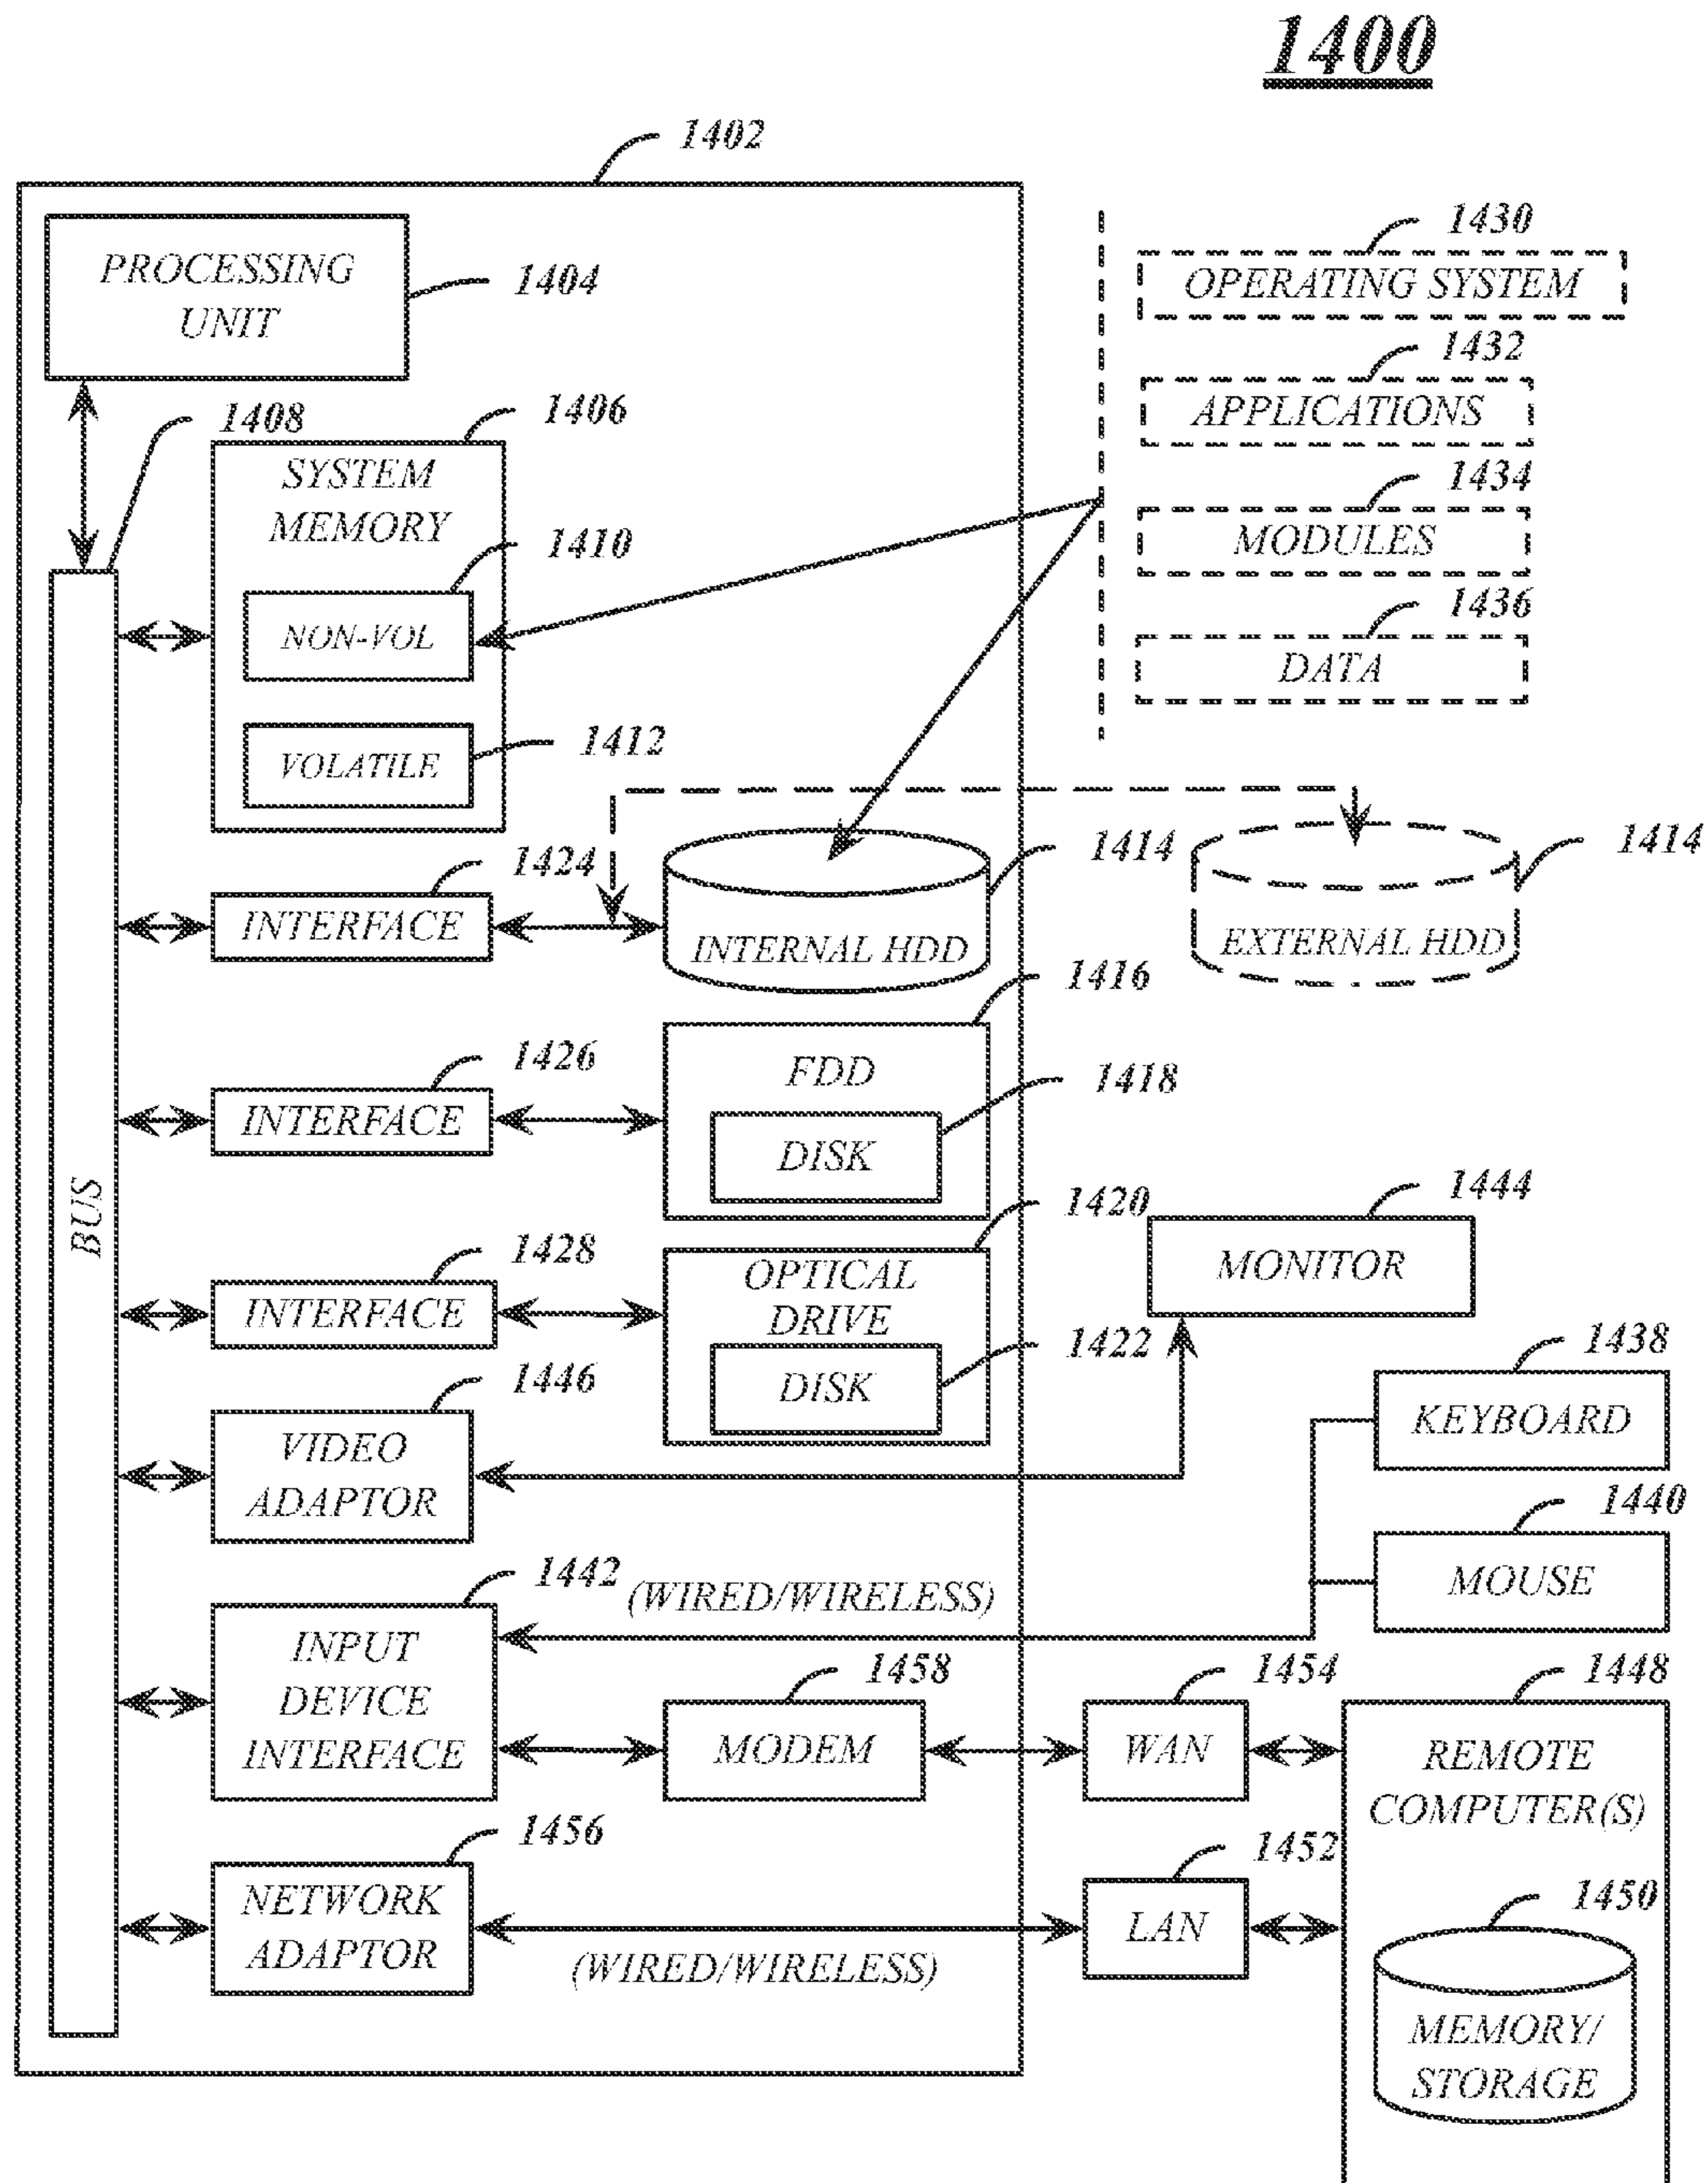 1400
1402
PROCESSING
UNIT
1404
1430
OPERATING SYSTEM
1432
APPLICATIONS
1434
MODULES
1436
DATA
1408
1406
SYSTEM
MEMORY
1410
NON-VOL
1412
VOLATILE
1424
INTERFACE
1414
INTERNAL HDD
1414
EXTERNAL HDD
1416
1426
INTERFACE
FDD
1418
DISK
BUS
1428
INTERFACE
1420
OPTICAL
DRIVE
1422
DISK
1444
MONITOR
1438
KEYBOARD
1446
VIDEO
ADAPTOR
1440
MOUSE
1442
(WIRED/WIRELESS)
INPUT
DEVICE
INTERFACE
1458
MODEM
1454
WAN
1448
REMOTE
COMPUTER(S)
1456
NETWORK
ADAPTOR
(WIRED/WIRELESS)
1452
LAN
1450
MEMORY/
STORAGE